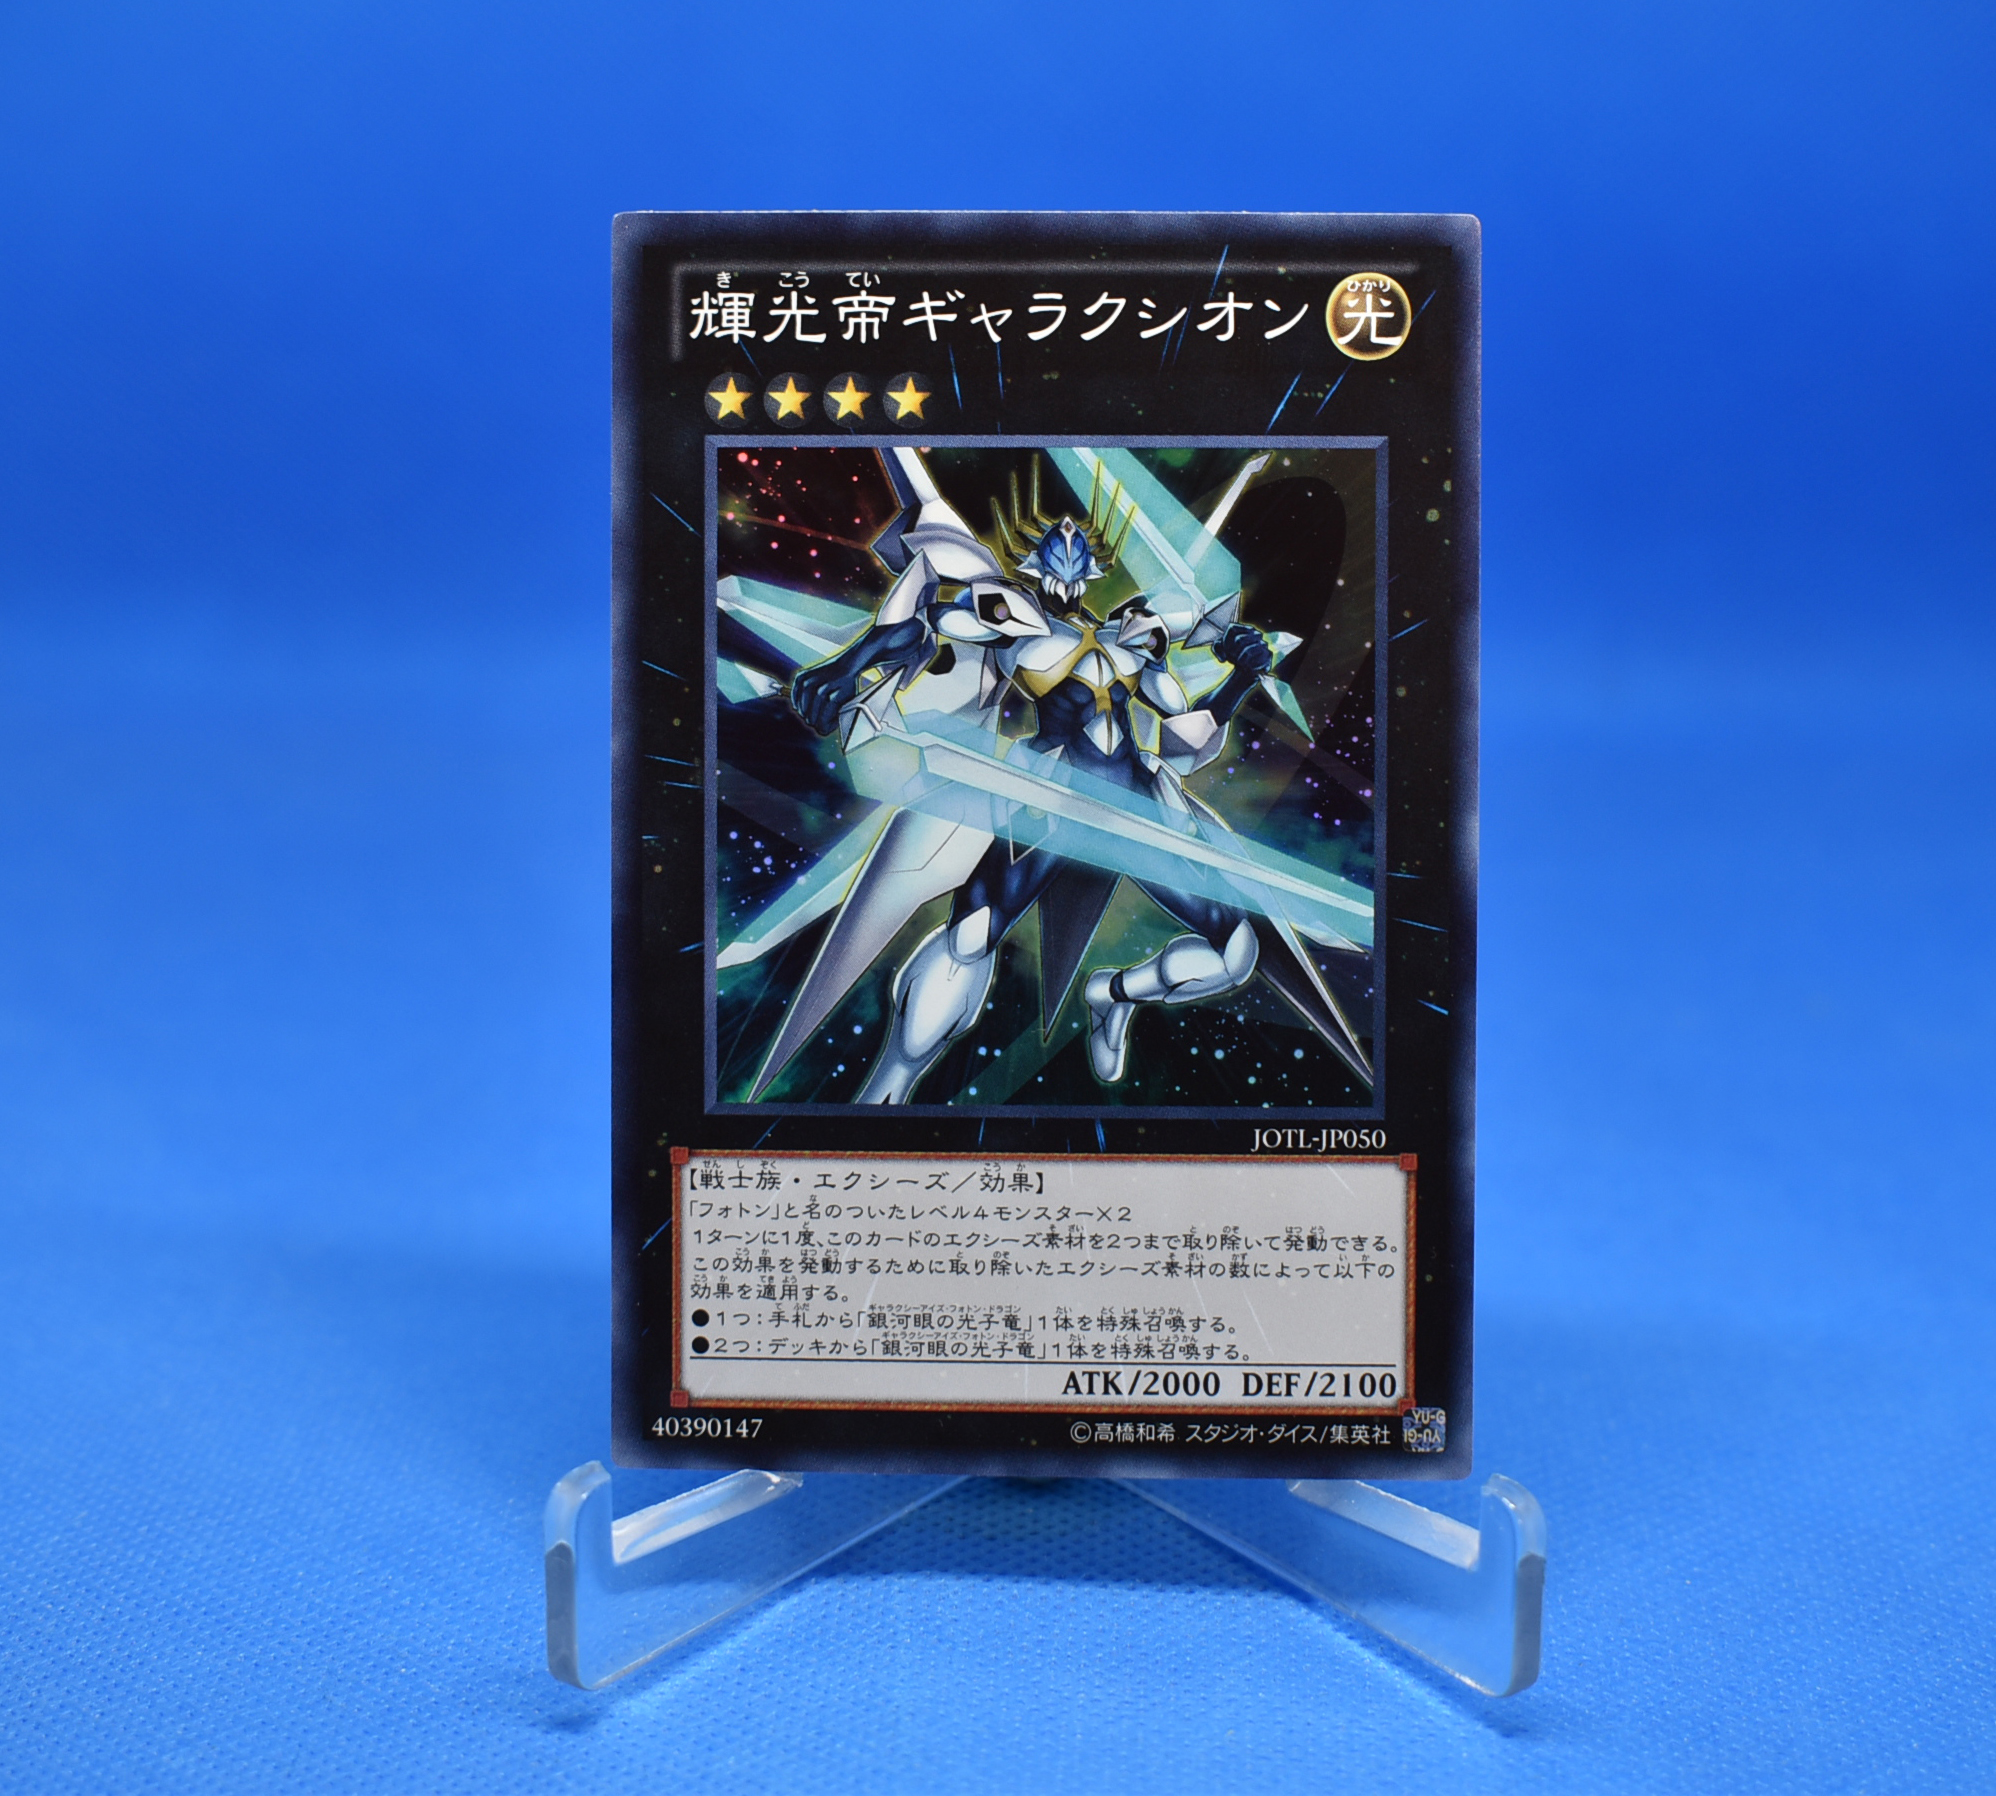 輝光帝ギャラクシオン 光
JOTL-JP050
【戦士族・エクシーズ／効果】
「フォトン」と名のついたレベル4モンスター×2
1ターンに1度、このカードのエクシーズ素材を2つまで取り除いて発動できる。
この効果を発動するために取り除いたエクシーズ素材の数によって以下の
効果を適用する。
●1つ：手札から「銀河眼の光子竜」1体を特殊召喚する。
●2つ：デッキから「銀河眼の光子竜」1体を特殊召喚する。
ATK/2000 DEF/2100
40390147 ©高橋和希 スタジオ・ダイス/集英社